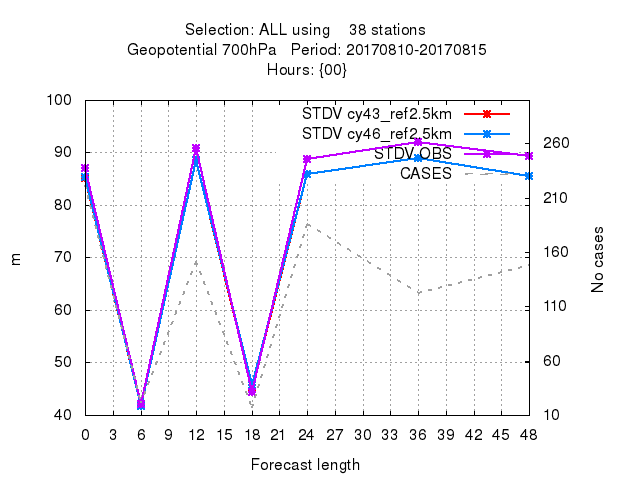 Selection: ALL using 38 stations
Geopotential 700hPa Period: 20170810-20170815
Hours: {00}
STDV cy43_ref2.5km
STDV cy46_ref2.5km
STDV OBS
CASES
100
90
80
70
60
50
40
m
260
210
160
110
60
10
No cases
0 3 6 9 12 15 18 21 24 27 30 33 36 39 42 45 48
Forecast length